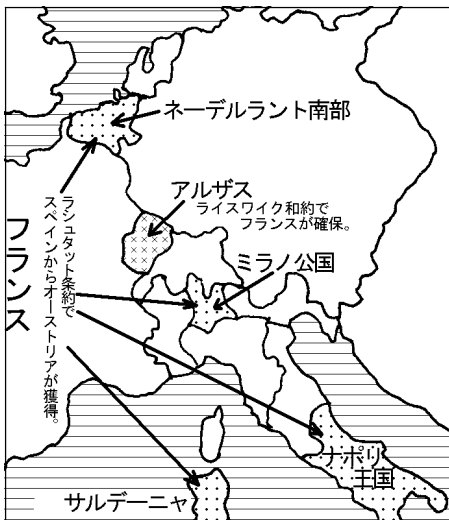 ネーデルラント南部
アルザス
ライスワイク和約で
フランスが確保。
ミラノ公国
フランス
ラシュタット条約で
スペインからオーストリアが獲得。
ナポリ
王国
サルデーニャ